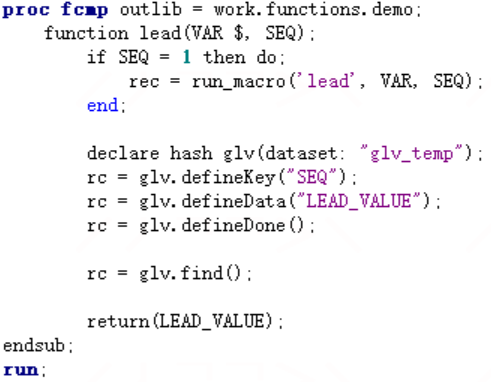 proc fcmp outlib = work.functions.demo;
function lead(VAR $, SEQ);
if SEQ = 1 then do;
rec = run_macro('lead', VAR, SEQ);
end;
declare hash glv(dataset: "glv_temp");
rc = glv.defineKey("SEQ");
rc = glv.defineData("LEAD_VALUE");
rc = glv.defineDone();
rc = glv.find();
return(LEAD_VALUE);
endsub;
run;